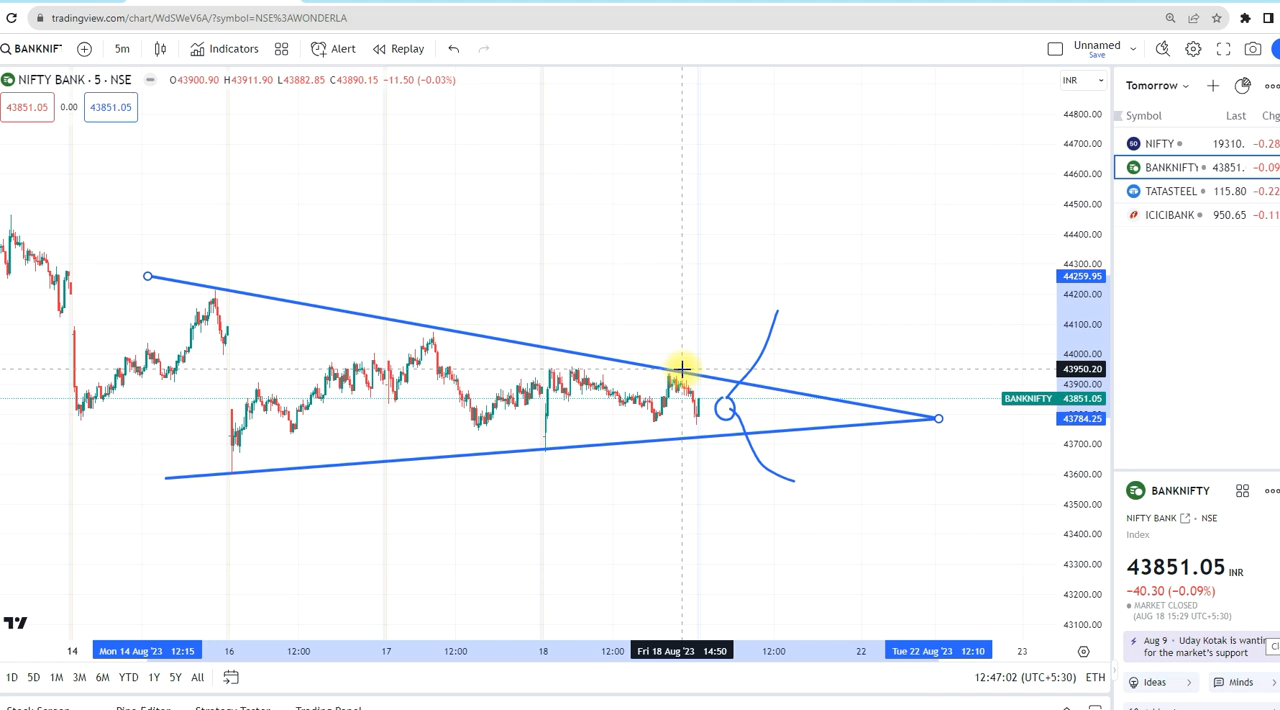 tradingview.com/chart/WdSWeV6A/?symbol=NSE%3AWONDERLA
BANKNIF 5m Indicators Alert Replay Unnamed
Save
NIFTY BANK · 5 · NSE O43900.90 H43911.90 L43882.85 C43890.15 −11.50 (−0.03%) INR Tomorrow
43851.05 0.00 43851.05
Symbol Last Chg
44800.00
44700.00
NIFTY 19310. −0.28
BANKNIFTY 43851. −0.09
44600.00
TATASTEEL 115.80 −0.22
44500.00
ICICIBANK 950.65 −0.11
44400.00
44300.00
44259.95
44200.00
44100.00
44000.00
43950.20
43900.00
BANKNIFTY 43851.05
43784.25
43700.00
43600.00
43500.00
43400.00
43300.00
43200.00
43100.00
BANKNIFTY
NIFTY BANK · NSE
Index
43851.05 INR
−40.30 (−0.09%)
MARKET CLOSED
(AUG 18 15:29 UTC+5:30)
Aug 9 · Uday Kotak is wantin
for the market's support
14 Mon 14 Aug '23 12:15 16 12:00 17 12:00 18 12:00 Fri 18 Aug '23 14:50 12:00 22 Tue 22 Aug '23 12:10 23
1D 5D 1M 3M 6M YTD 1Y 5Y All 12:47:02 (UTC+5:30) ETH
Ideas Minds
Stock Screener Pine Editor Strategy Tester Trading Panel